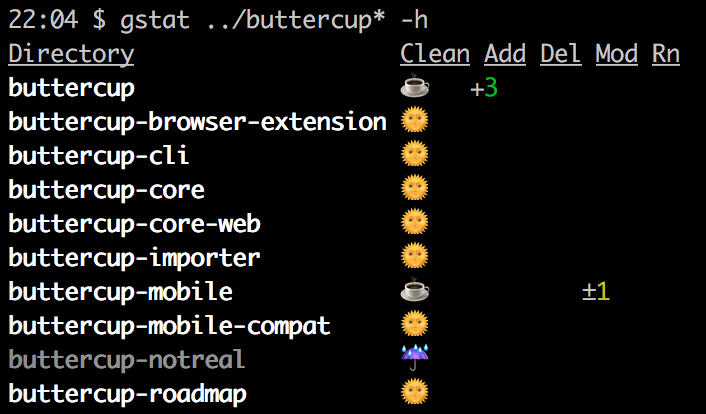 22:04 $ gstat ../buttercup* -h
Directory Clean Add Del Mod Rn
buttercup ☕ +3
buttercup-browser-extension 🌞
buttercup-cli 🌞
buttercup-core 🌞
buttercup-core-web 🌞
buttercup-importer 🌞
buttercup-mobile ☕ ±1
buttercup-mobile-compat 🌞
buttercup-notreal ☔
buttercup-roadmap 🌞